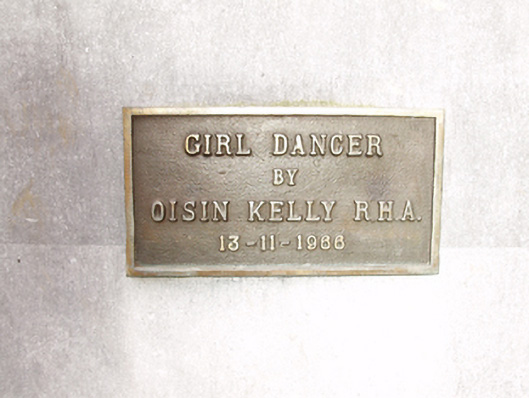 GIRL DANCER
BY
OISIN KELLY R.H.A.
13-11-1966